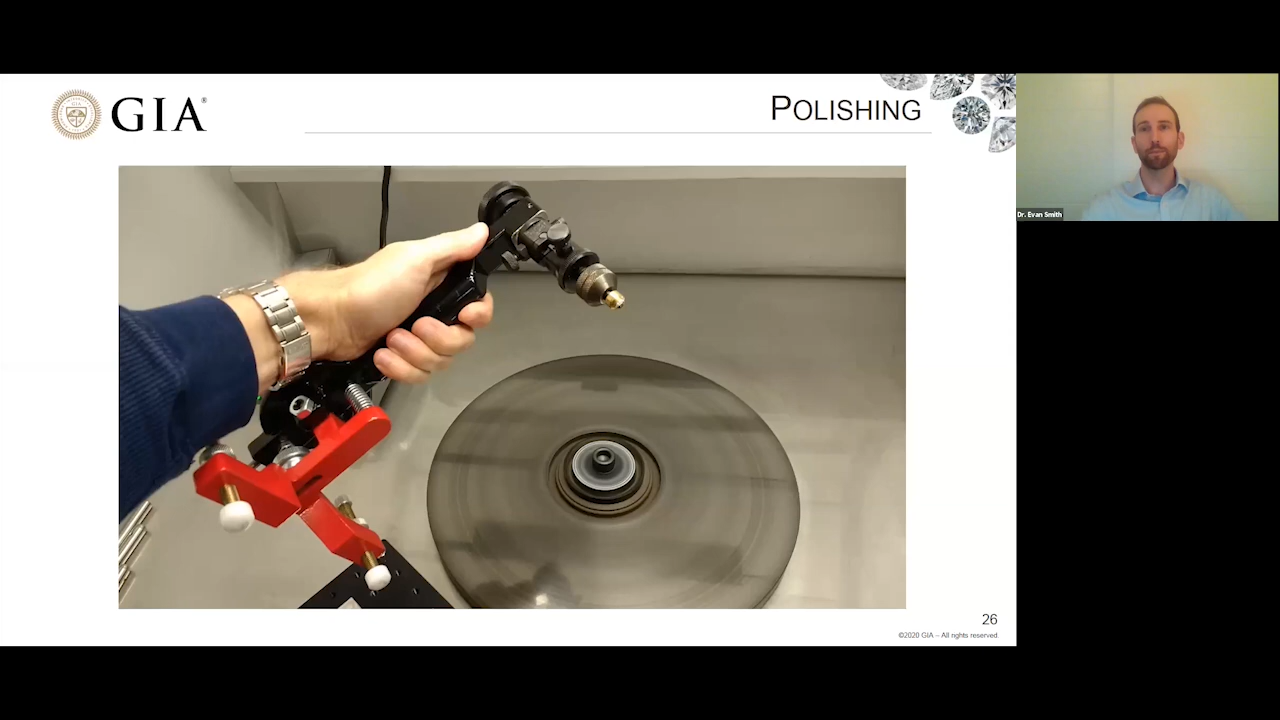 GIA®
POLISHING
Dr. Evan Smith
26
©2020 GIA – All rights reserved